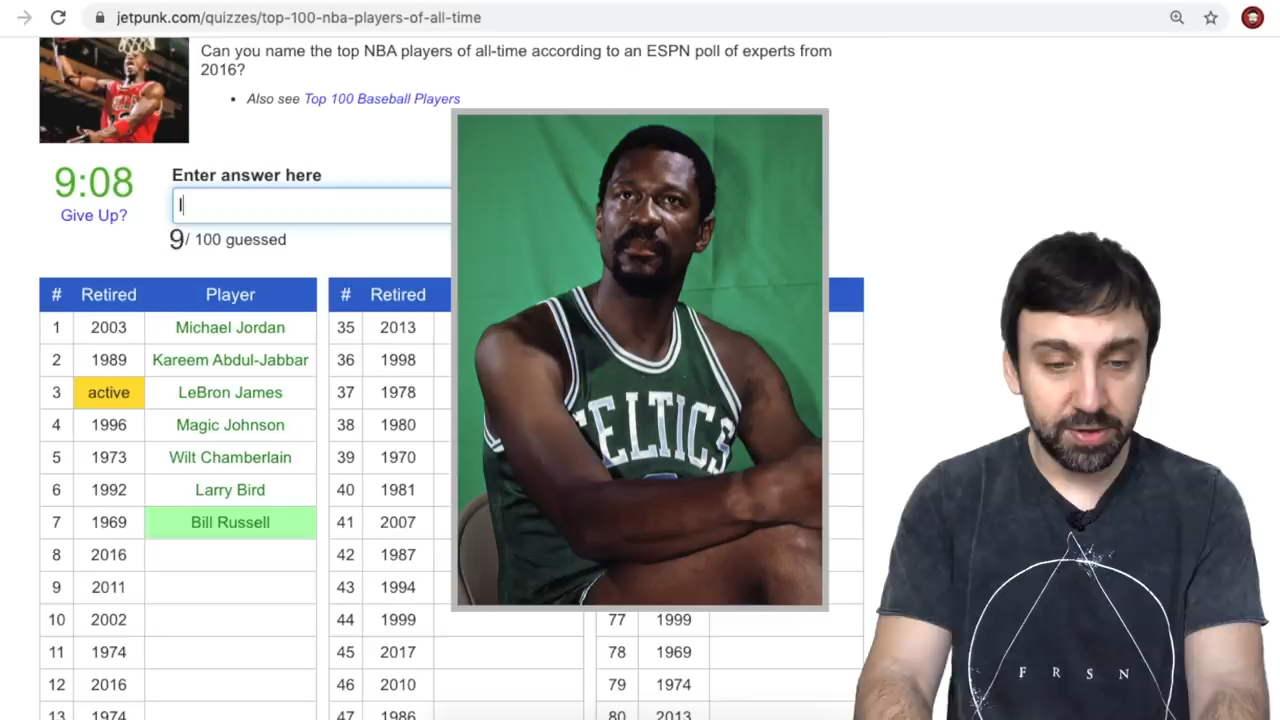 jetpunk.com/quizzes/top-100-nba-players-of-all-time
Can you name the top NBA players of all-time according to an ESPN poll of experts from
2016?
• Also see Top 100 Baseball Players
9:08
Give Up?
Enter answer here
l
9/ 100 guessed
# Retired Player # Retired
1 2003 Michael Jordan 35 2013
2 1989 Kareem Abdul-Jabbar 36 1998
3 active LeBron James 37 1978
4 1996 Magic Johnson 38 1980
5 1973 Wilt Chamberlain 39 1970
6 1992 Larry Bird 40 1981
7 1969 Bill Russell 41 2007
8 2016 42 1987
9 2011 43 1994
10 2002 44 1999 77 1999
11 1974 45 2017 78 1969
12 2016 46 2010 79 1974
13 1974 47 1986 80 2013
CELTICS
F R S N